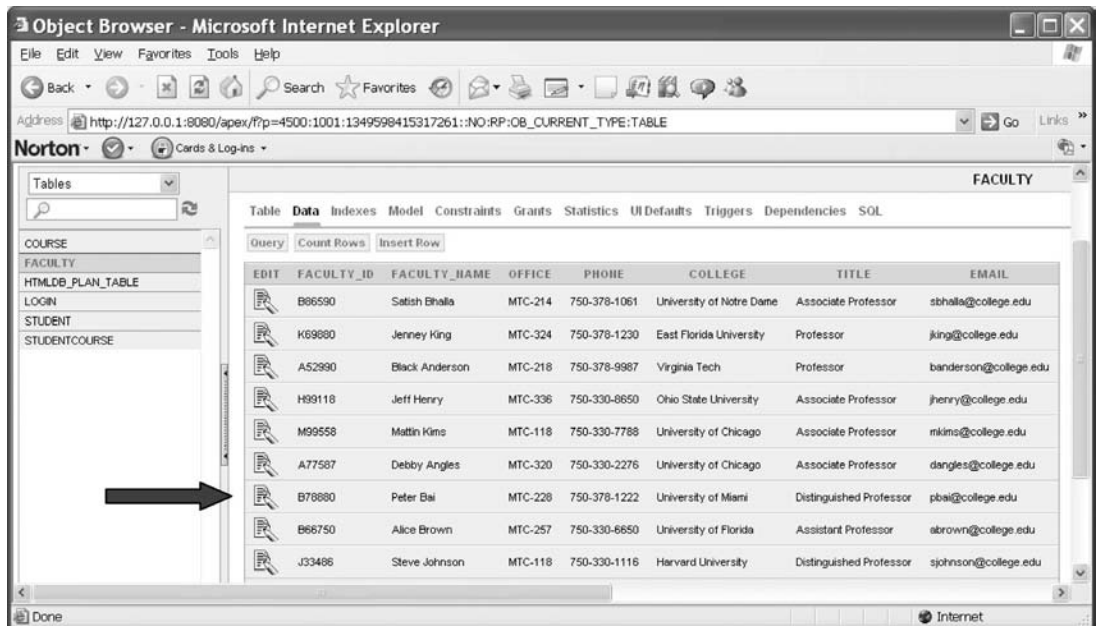 Object Browser - Microsoft Internet Explorer
File Edit View Favorites Tools Help
Back Search Favorites
Address http://127.0.0.1:8080/apex/f?p=4500:1001:1349598415317261::NO:RP:OB_CURRENT_TYPE:TABLE Go Links »
Norton Cards & Log-ins
Tables
FACULTY
Table Data Indexes Model Constraints Grants Statistics UI Defaults Triggers Dependencies SQL
Query Count Rows Insert Row
COURSE
FACULTY
HTMLDB_PLAN_TABLE
LOGIN
STUDENT
STUDENTCOURSE
EDIT FACULTY_ID FACULTY_NAME OFFICE PHONE COLLEGE TITLE EMAIL
B86590 Satish Bhalla MTC-214 750-378-1061 University of Notre Dame Associate Professor sbhalla@college.edu
K69880 Jenney King MTC-324 750-378-1230 East Florida University Professor jking@college.edu
A52990 Black Anderson MTC-218 750-378-9987 Virginia Tech Professor banderson@college.edu
H99118 Jeff Henry MTC-336 750-330-8650 Ohio State University Associate Professor jhenry@college.edu
M99558 Mattin Kims MTC-118 750-330-7788 University of Chicago Associate Professor mkims@college.edu
A77587 Debby Angles MTC-320 750-330-2276 University of Chicago Associate Professor dangles@college.edu
B78880 Peter Bai MTC-228 750-378-1222 University of Miami Distinguished Professor pbai@college.edu
B66750 Alice Brown MTC-257 750-330-6650 University of Florida Assistant Professor abrown@college.edu
J33486 Steve Johnson MTC-118 750-330-1116 Harvard University Distinguished Professor sjohnson@college.edu
Done Internet